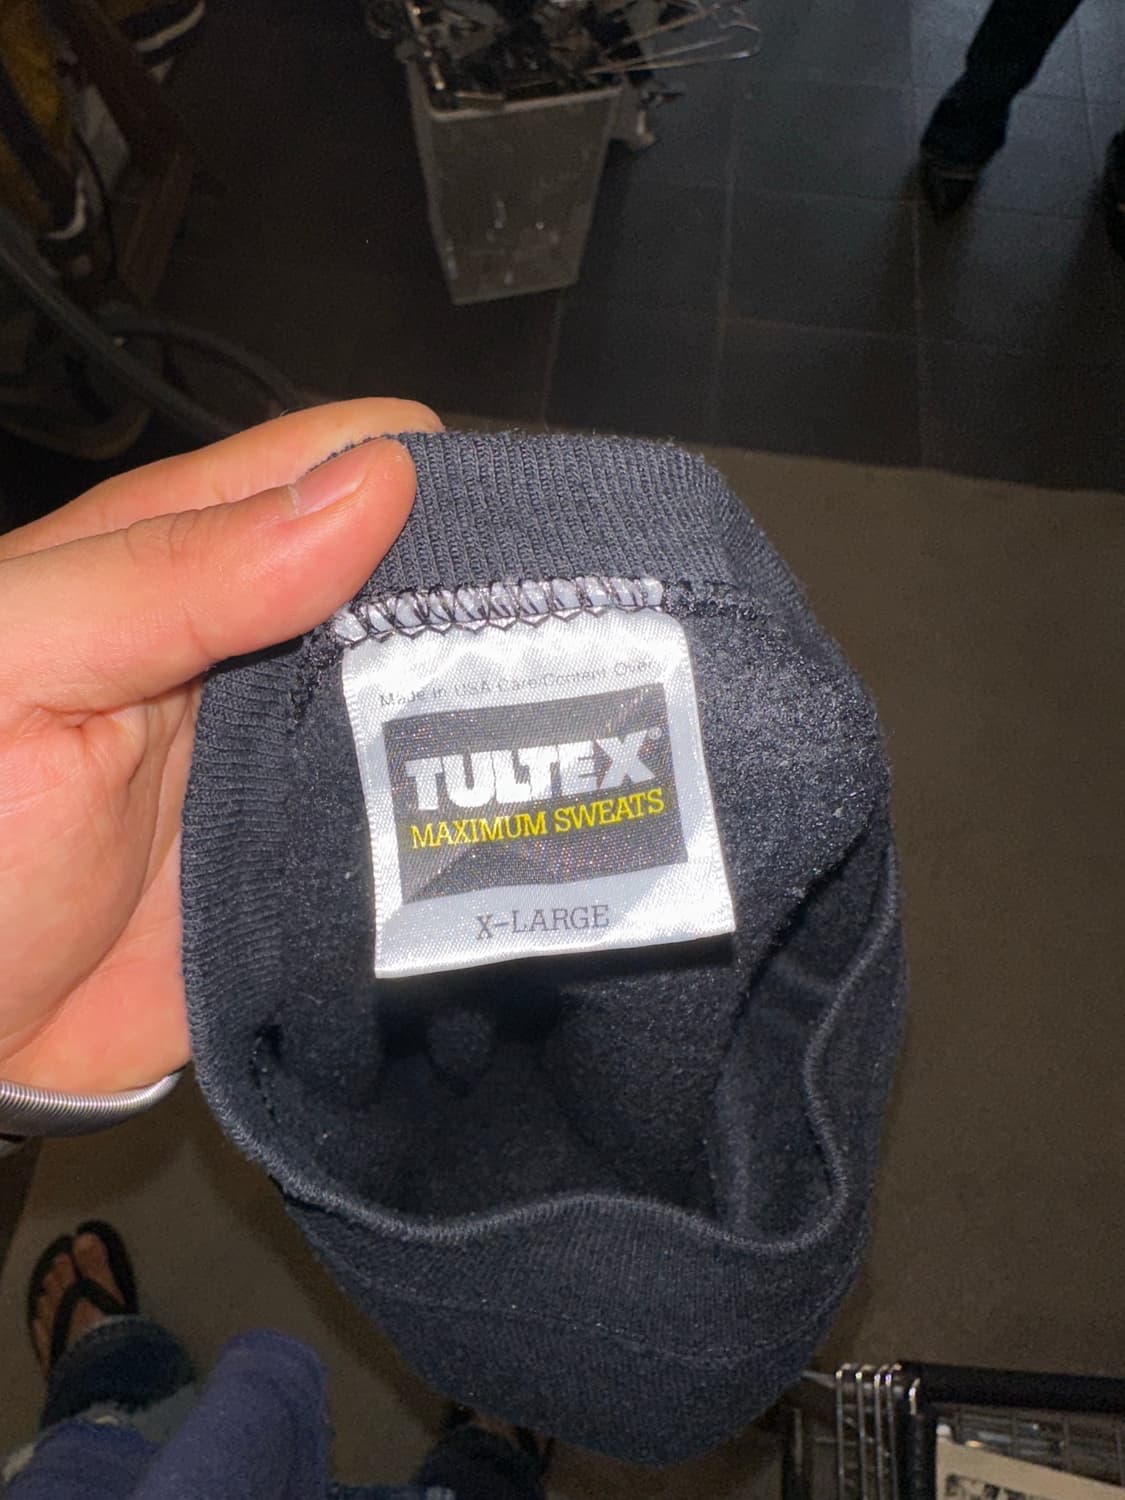 Made in USA Care/Content Over
TULTEX®
MAXIMUM SWEATS
X-LARGE